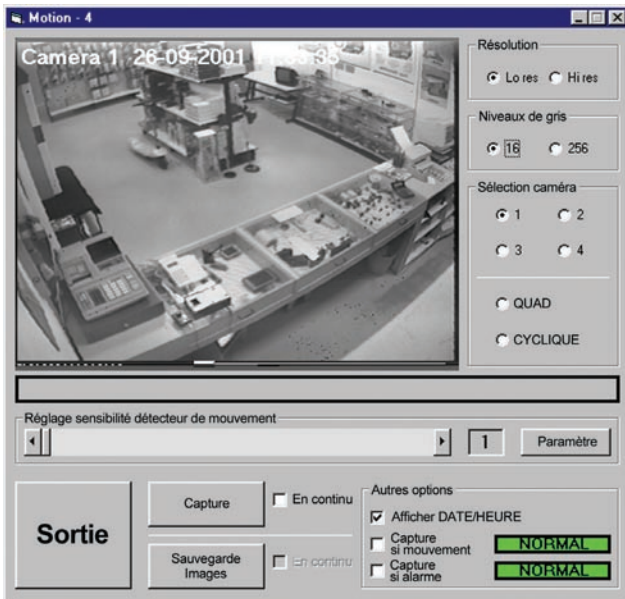 Motion - 4
Camera 1 26-09-2001
Résolution
Lo res Hi res
Niveaux de gris
16 256
Sélection caméra
1 2
3 4
QUAD
CYCLIQUE
Réglage sensibilité détecteur de mouvement
1 Paramètre
Sortie
Capture En continu
Sauvegarde
Images
En continu
Autres options
Afficher DATE/HEURE
Capture
si mouvement
NORMAL
Capture
si alarme
NORMAL